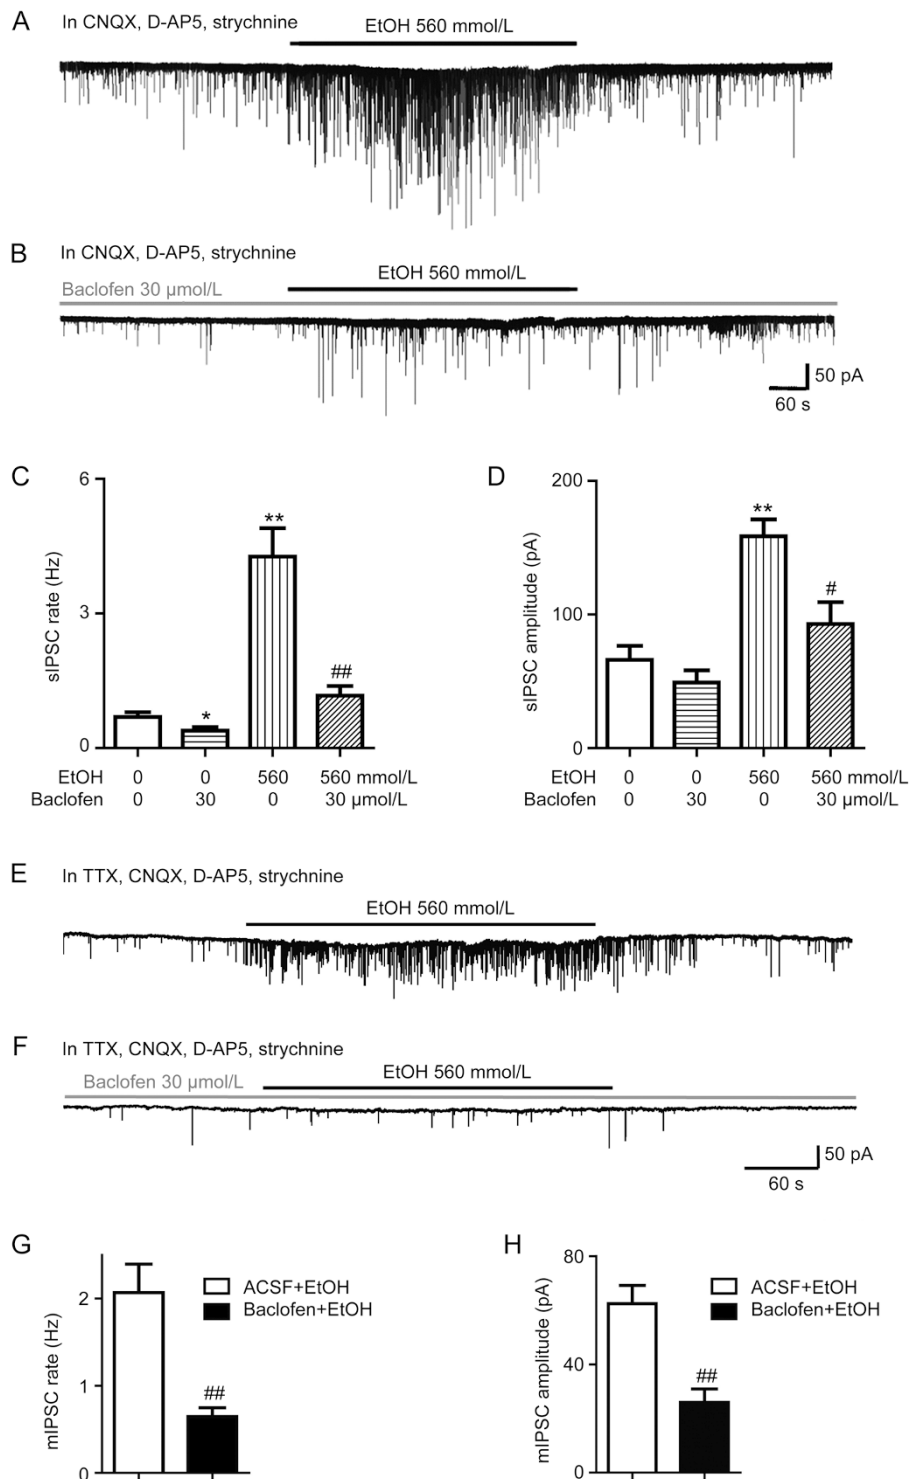 A
In CNQX, D-AP5, strychnine
EtOH 560 mmol/L
B
In CNQX, D-AP5, strychnine
EtOH 560 mmol/L
Baclofen 30 µmol/L
50 pA
60 s
C
sIPSC rate (Hz)
6
3
0
*
**
##
EtOH 0 0 560 560 mmol/L
Baclofen 0 30 0 30 µmol/L
D
sIPSC amplitude (pA)
200
100
0
**
#
EtOH 0 0 560 560 mmol/L
Baclofen 0 30 0 30 µmol/L
E
In TTX, CNQX, D-AP5, strychnine
EtOH 560 mmol/L
F
In TTX, CNQX, D-AP5, strychnine
EtOH 560 mmol/L
Baclofen 30 µmol/L
50 pA
60 s
G
mIPSC rate (Hz)
2
1
0
ACSF+EtOH
Baclofen+EtOH
##
H
mIPSC amplitude (pA)
80
40
0
ACSF+EtOH
Baclofen+EtOH
##